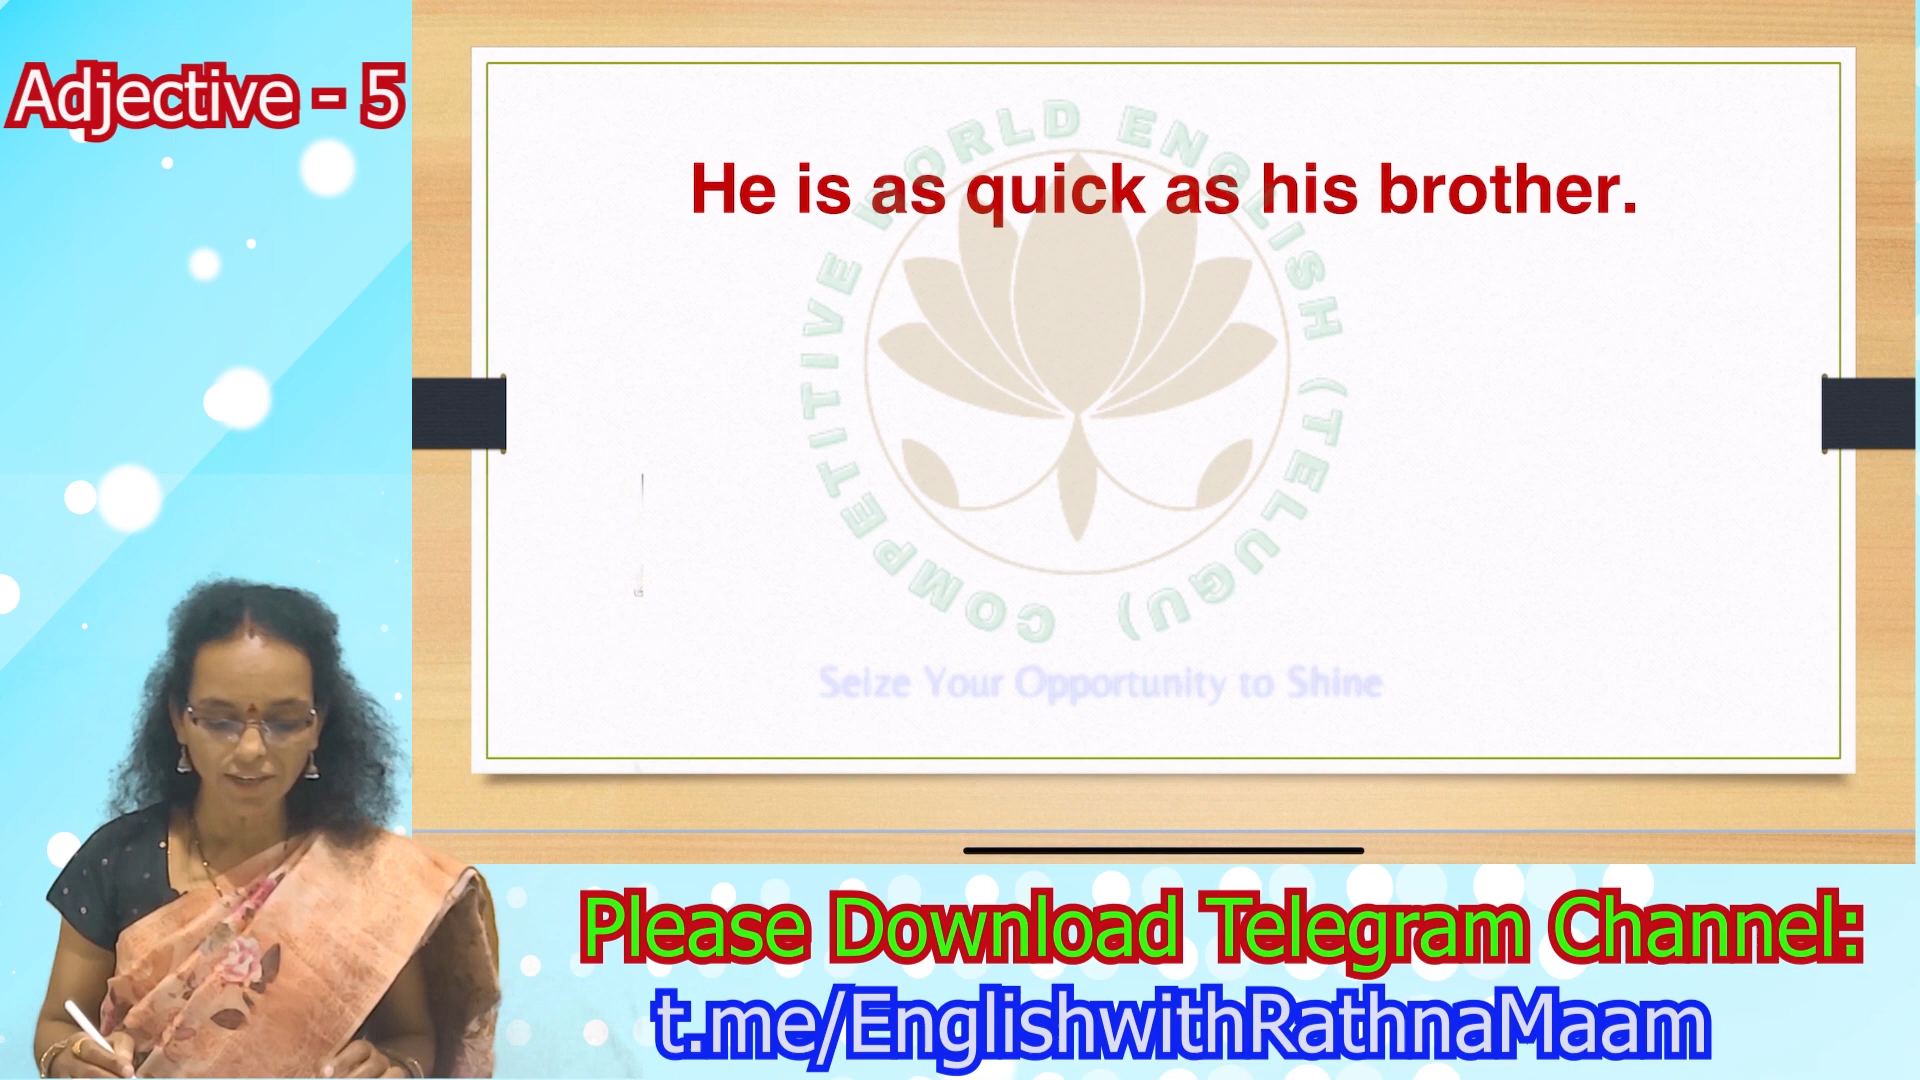 Adjective - 5
He is as quick as his brother.
COMPETITIVE WORLD ENGLISH (TELUGU)
Seize Your Opportunity to Shine
Please Download Telegram Channel:
t.me/EnglishwithRathnaMaam